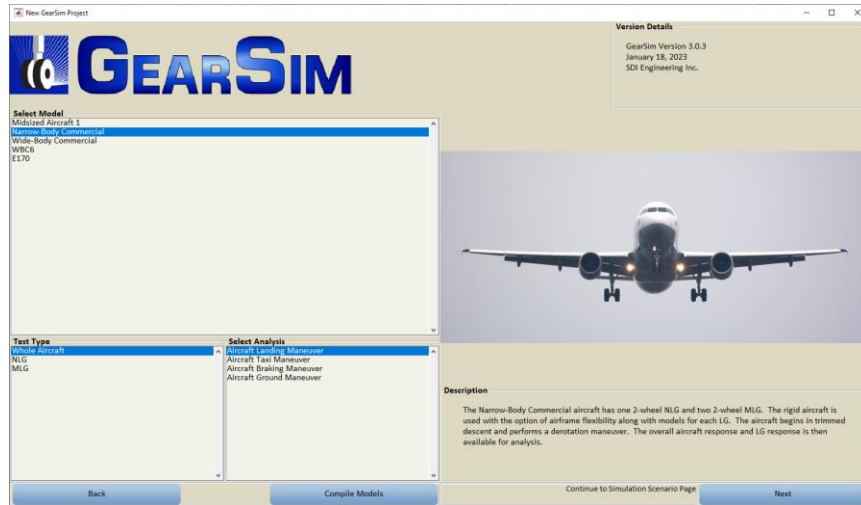 New GearSim Project
GEARSIM
Version Details
GearSim Version 3.0.3
January 18, 2023
SDI Engineering Inc.
Select Model
Midsized Aircraft 1
Narrow-Body Commercial
Wide-Body Commercial
WBC6
E170
Test Type
Whole Aircraft
NLG
MLG
Select Analysis
Aircraft Landing Maneuver
Aircraft Taxi Maneuver
Aircraft Braking Maneuver
Aircraft Ground Maneuver
Description
The Narrow-Body Commercial aircraft has one 2-wheel NLG and two 2-wheel MLG. The rigid aircraft is
used with the option of airframe flexibility along with models for each LG. The aircraft begins in trimmed
descent and performs a derotation maneuver. The overall aircraft response and LG response is then
available for analysis.
Back
Compile Models
Continue to Simulation Scenario Page
Next